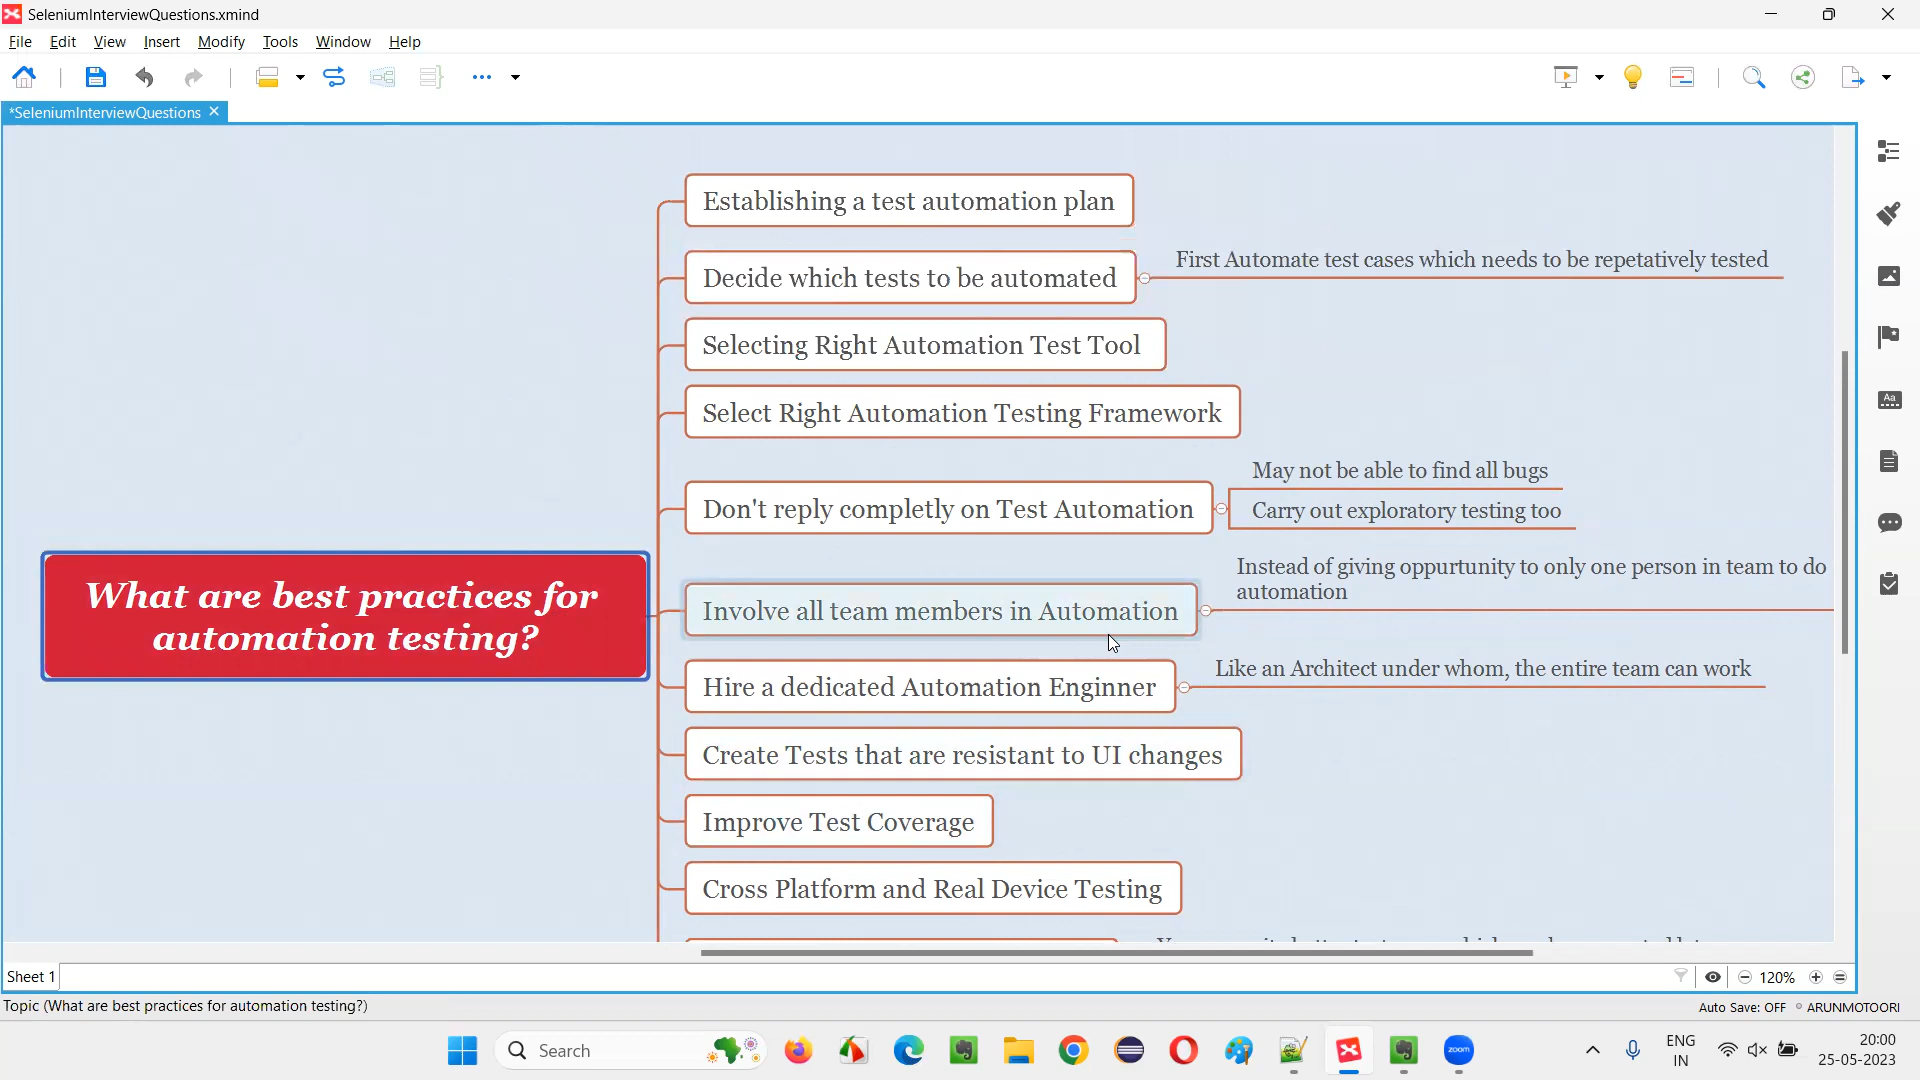 SeleniumInterviewQuestions.xmind
File Edit View Insert Modify Tools Window Help
*SeleniumInterviewQuestions
Establishing a test automation plan
Decide which tests to be automated
First Automate test cases which needs to be repetatively tested
Selecting Right Automation Test Tool
Select Right Automation Testing Framework
Don't reply completly on Test Automation
May not be able to find all bugs
Carry out exploratory testing too
What are best practices for
automation testing?
Involve all team members in Automation
Instead of giving oppurtunity to only one person in team to do
automation
Hire a dedicated Automation Enginner
Like an Architect under whom, the entire team can work
Create Tests that are resistant to UI changes
Improve Test Coverage
Cross Platform and Real Device Testing
Sheet 1
120%
Topic (What are best practices for automation testing?)
Auto Save: OFF
ARUNMOTOORI
Search
zoom
ENG
IN
20:00
25-05-2023